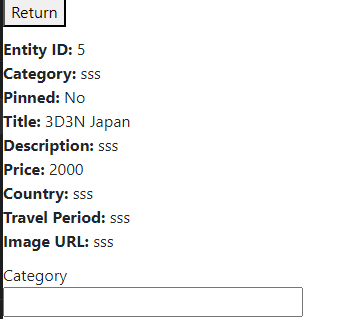 Return
Entity ID: 5
Category: sss
Pinned: No
Title: 3D3N Japan
Description: sss
Price: 2000
Country: sss
Travel Period: sss
Image URL: sss
Category